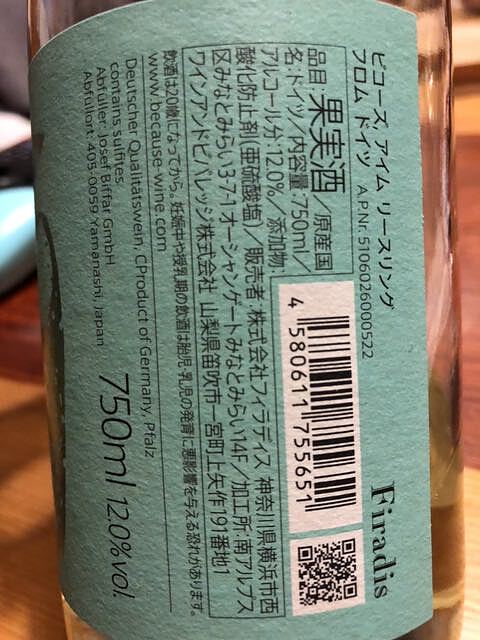 ビコーズ, アイム リースリング
フロム ドイツ A.P.Nr. 5106026000522
品目:果実酒/原産国
名:ドイツ/内容量:750ml/
アルコール分:12.0%/添加物:
酸化防止剤(亜硫酸塩)/販売者:株式会社フィラディス 神奈川県横浜市西
区みなとみらい3-7-1 オーシャンゲートみなとみらい14F/加工所:南アルプス
ワインアンドビバレッジ株式会社 山梨県笛吹市一宮町上矢作191番地1
4 580611 755651
Firadis
飲酒は20歳になってから。妊娠中や授乳期の飲酒は胎児・乳児の発育に悪影響を与える恐れがあります。
www.because-wine.com
Deutscher Qualitätswein, CProduct of Germany, Pfalz
contains sulfites
Abfüller: Josef Biffar GmbH
Abfüllort: 405-0059 Yamanashi, Japan
750ml 12.0%vol.